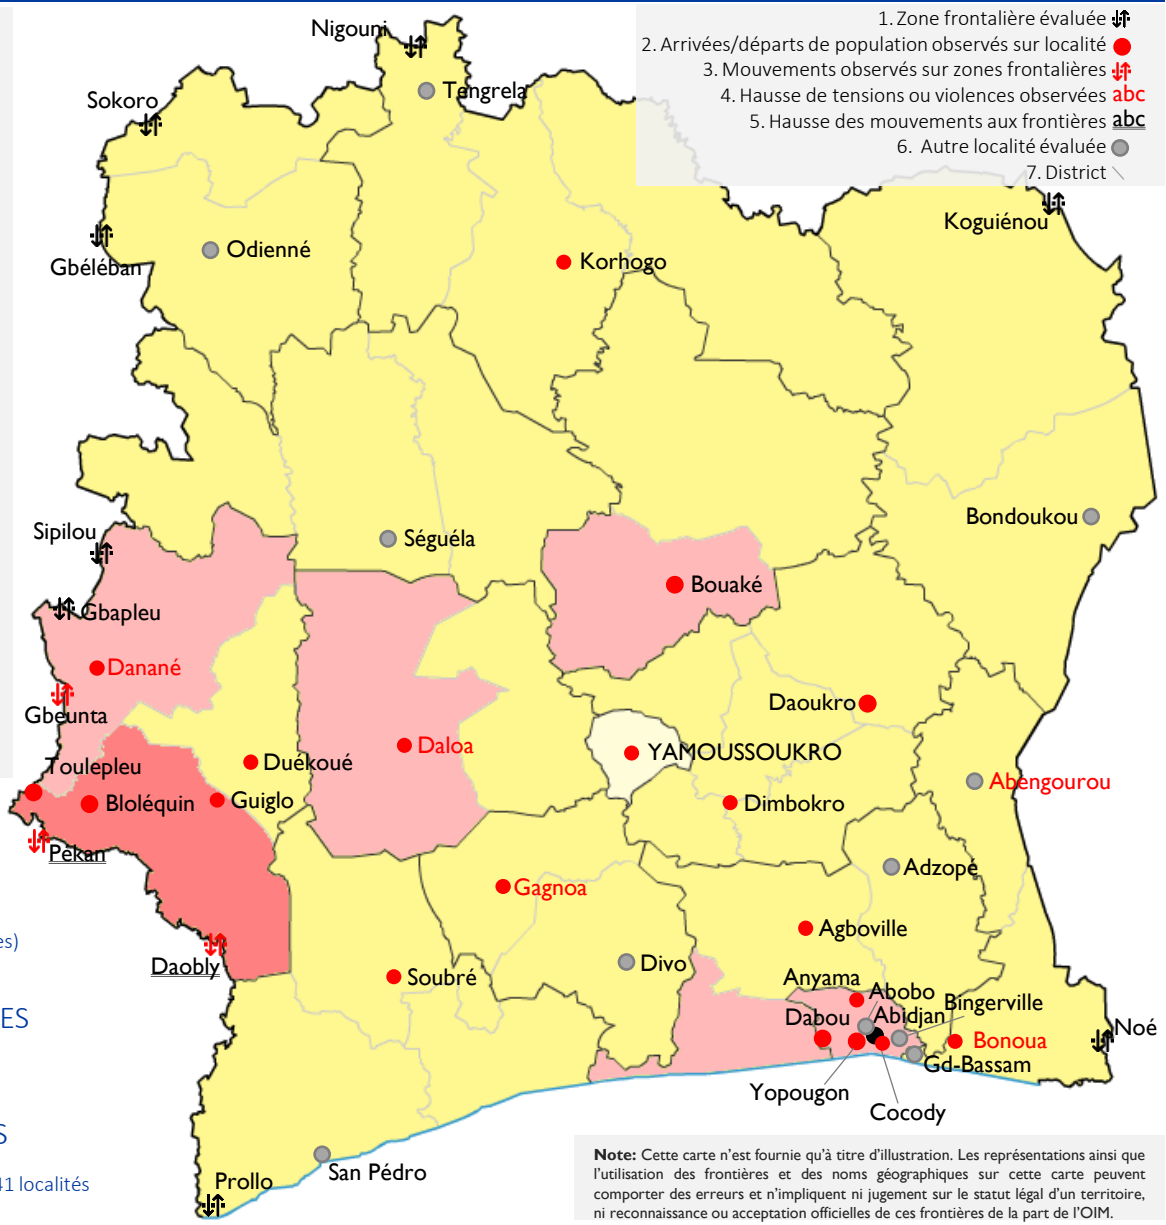 1. Zone frontalière évaluée
2. Arrivées/départs de population observés sur localité
3. Mouvements observés sur zones frontalières
4. Hausse de tensions ou violences observées abc
5. Hausse des mouvements aux frontières abc
6. Autre localité évaluée
7. District
Nigouni
Tengrela
Sokoro
Koguiénou
Odienné
Korhogo
Gbéléban
Bondoukou
Sipilou
Séguéla
Bouaké
Gbapleu
Danané
Gbeunta
Daoukro
Daloa
YAMOUSSOUKRO
Toulepleu
Duékoué
Abengourou
Bloléquin
Guiglo
Dimbokro
Pékan
Adzopé
Gagnoa
Agboville
es)
Daobly
Divo
Soubré
Anyama
Abobo
Bingerville
ES
Dabou
Abidjan
Noé
Bonoua
Gd-Bassam
Yopougon
Cocody
S
San Pédro
Prollo
41 localités
Note: Cette carte n'est fournie qu'à titre d'illustration. Les représentations ainsi que
l'utilisation des frontières et des noms géographiques sur cette carte peuvent
comporter des erreurs et n'impliquent ni jugement sur le statut légal d'un territoire,
ni reconnaissance ou acceptation officielles de ces frontières de la part de l'OIM.